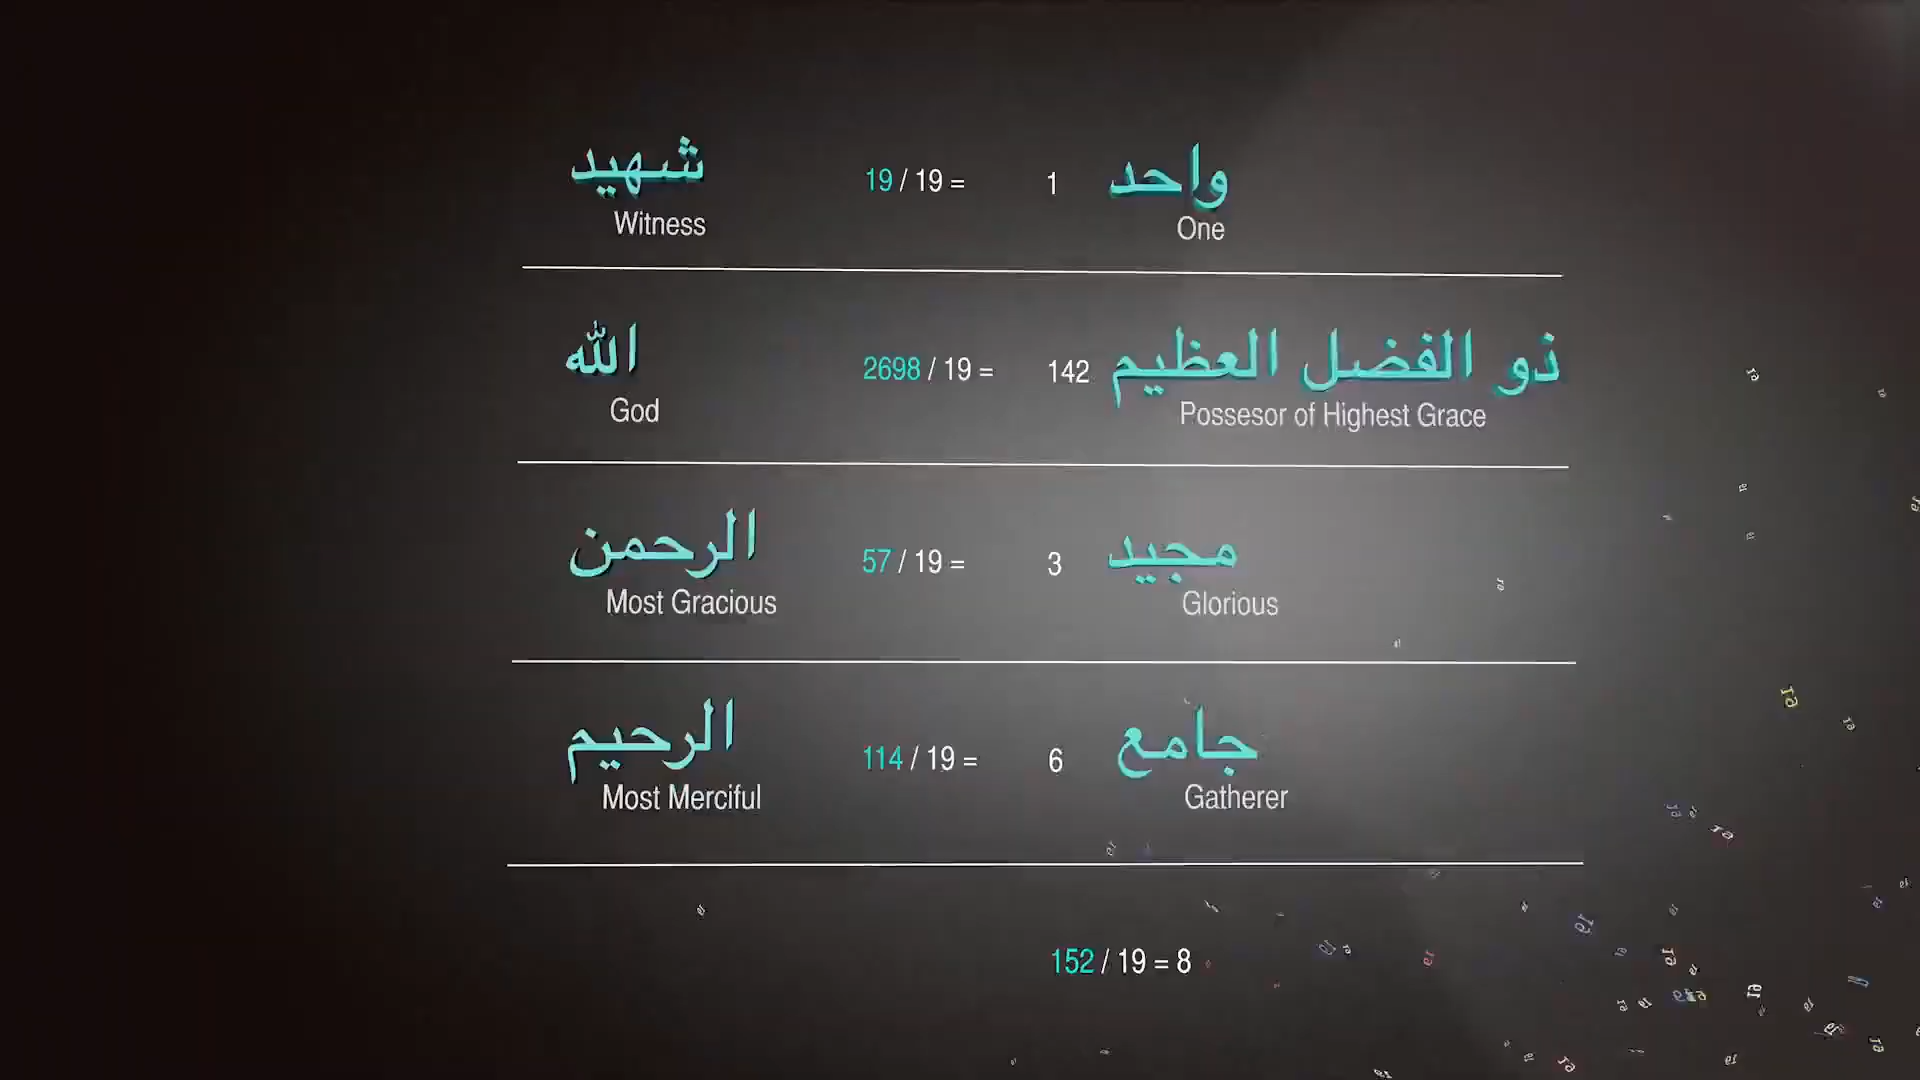 شهيد 19 / 19 = 1 واحد
Witness One
الله 2698 / 19 = 142 ذو الفضل العظيم
God Possesor of Highest Grace
الرحمن 57 / 19 = 3 مجيد
Most Gracious Glorious
الرحيم 114 / 19 = 6 جامع
Most Merciful Gatherer
152 / 19 = 8